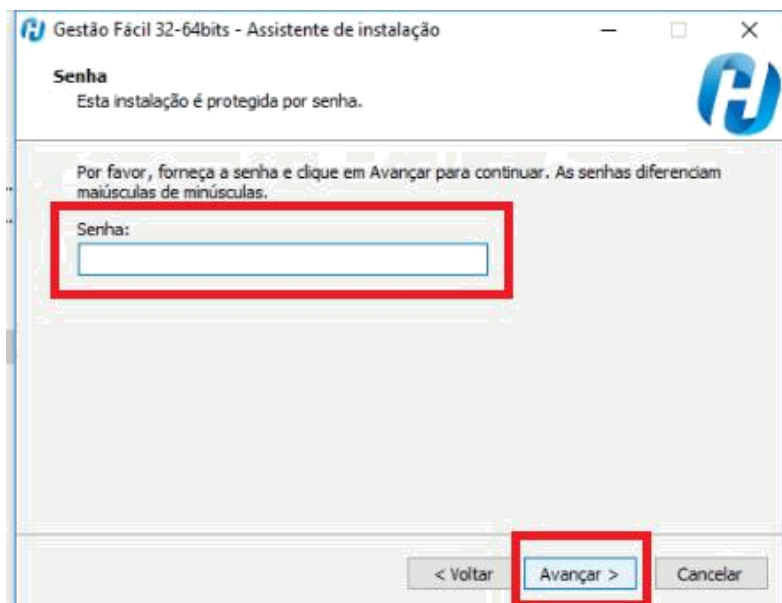 Gestão Fácil 32-64bits - Assistente de instalação
Senha
Esta instalação é protegida por senha.
Por favor, forneça a senha e clique em Avançar para continuar. As senhas diferenciam
maiúsculas de minúsculas.
Senha:
< Voltar
Avançar >
Cancelar